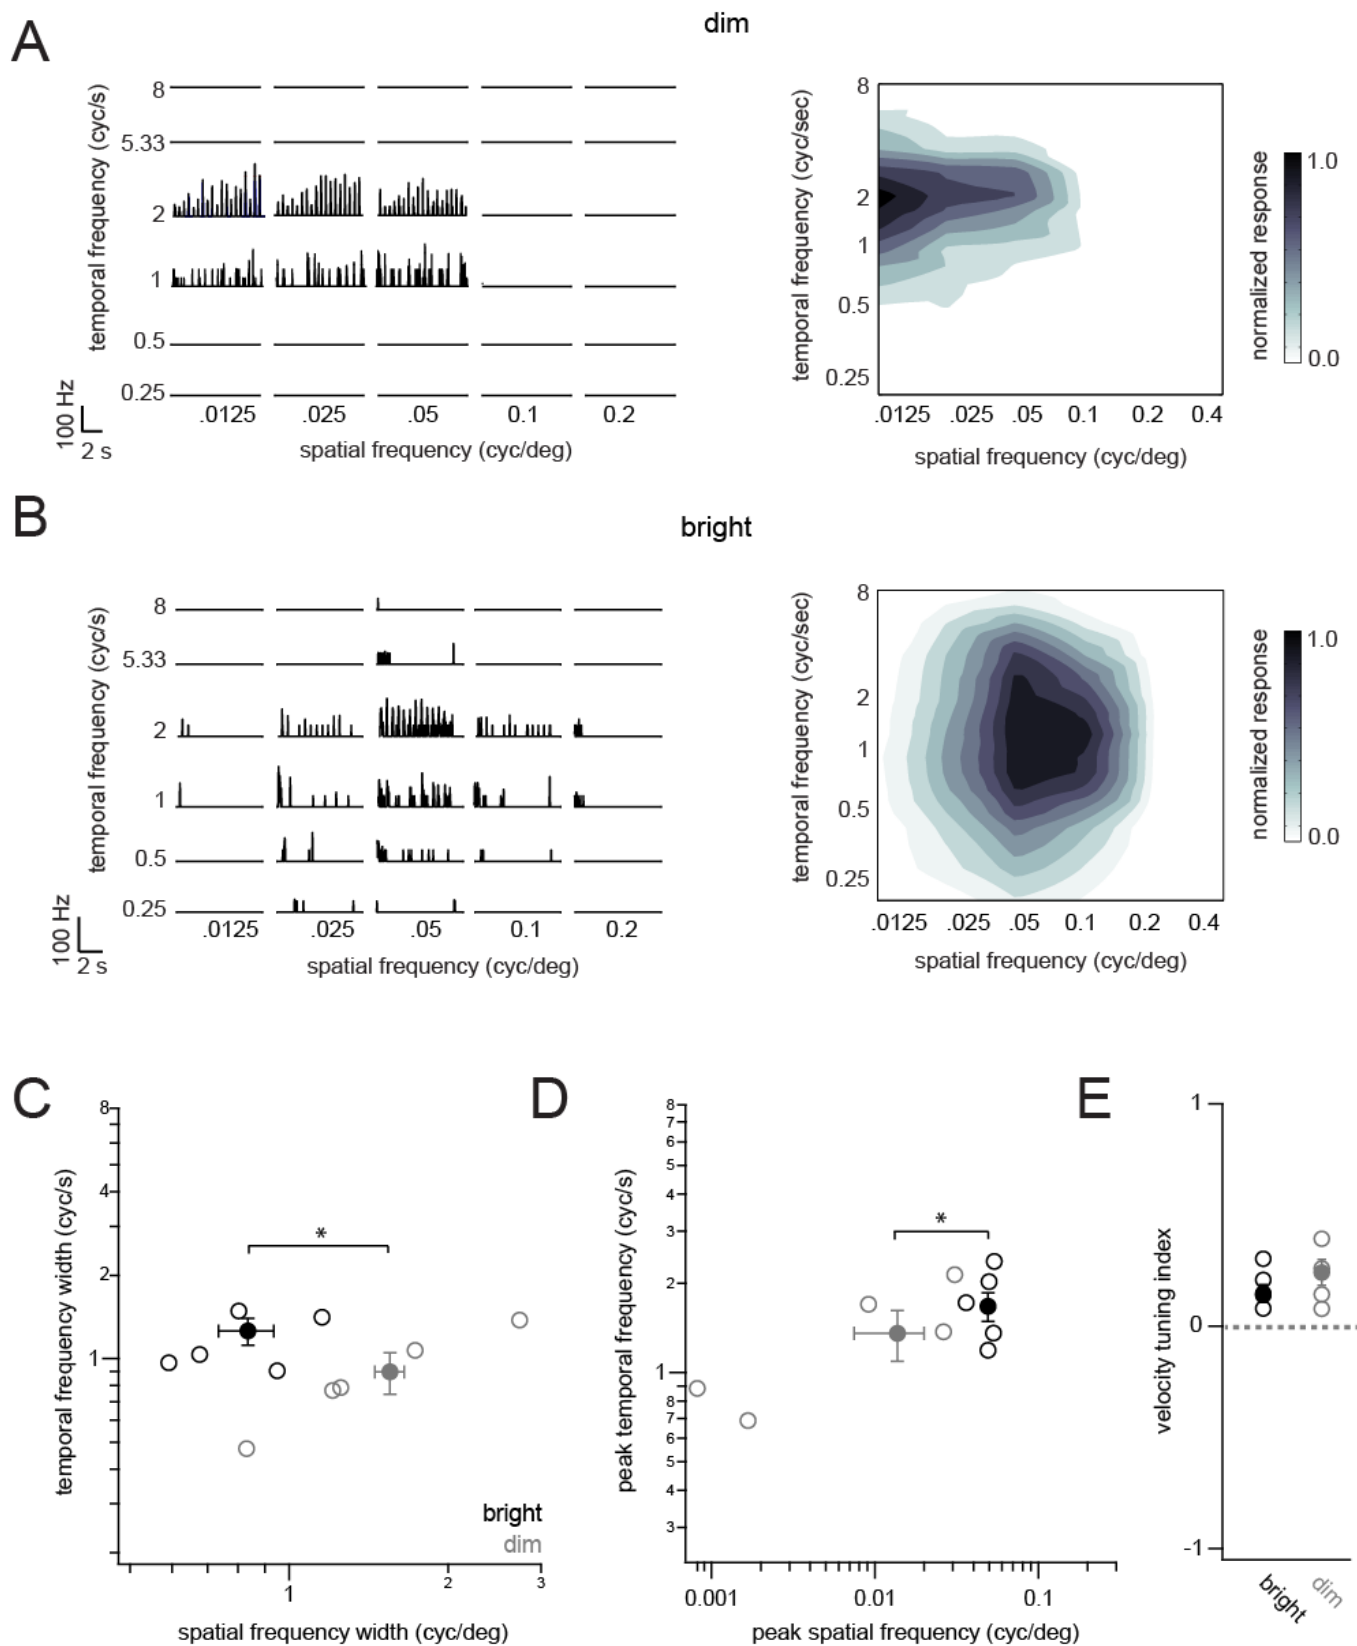 A
dim
temporal frequency (cyc/s)
8
5.33
2
1
0.5
0.25
100 Hz
2 s
.0125 .025 .05 0.1 0.2
spatial frequency (cyc/deg)
temporal frequency (cyc/sec)
8
2
1
0.5
0.25
.0125 .025 .05 0.1 0.2 0.4
spatial frequency (cyc/deg)
normalized response
1.0
0.0
B
bright
temporal frequency (cyc/s)
8
5.33
2
1
0.5
0.25
100 Hz
2 s
.0125 .025 .05 0.1 0.2
spatial frequency (cyc/deg)
temporal frequency (cyc/sec)
8
2
1
0.5
0.25
.0125 .025 .05 0.1 0.2 0.4
spatial frequency (cyc/deg)
normalized response
1.0
0.0
C
temporal frequency width (cyc/s)
8
4
2
1
*
bright
dim
1 2 3
spatial frequency width (cyc/deg)
D
peak temporal frequency (cyc/s)
8
7
6
5
4
3
2
1
8
7
6
5
4
3
*
0.001 0.01 0.1
peak spatial frequency (cyc/deg)
E
velocity tuning index
1
0
-1
bright
dim